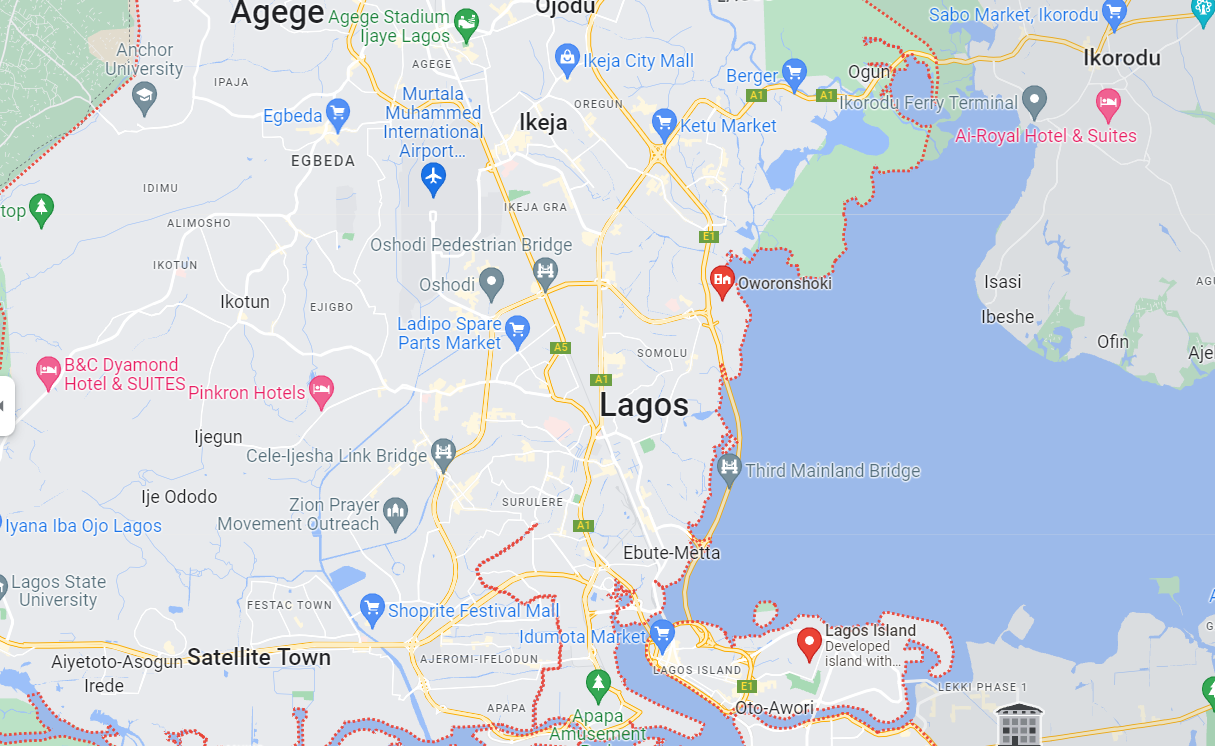 Agege
Agege Stadium
Ijaye Lagos
Ojodu
Sabo Market, Ikorodu
Anchor
University
AGEGE
Ikeja City Mall
Ikorodu
IPAJA
Berger
Ogun
Murtala
Muhammed
International
Airport...
OREGUN
A1
A1
Ikorodu Ferry Terminal
Egbeda
Ikeja
Ketu Market
Ai-Royal Hotel & Suites
EGBEDA
IDIMU
top
ALIMOSHO
IKEJA GRA
E1
Oshodi Pedestrian Bridge
IKOTUN
Oshodi
Oworonshoki
Isasi
AGU
Ikotun
EJIGBO
Ibeshe
Ladipo Spare
Parts Market
A5
SOMOLU
Ofin
Aje
B&C Dyamond
Hotel & SUITES
Pinkron Hotels
A1
Lagos
Ijegun
Cele-Ijesha Link Bridge
Third Mainland Bridge
Ije Ododo
Zion Prayer
Movement Outreach
SURULERE
Iyana Iba Ojo Lagos
A1
Ebute-Metta
Lagos State
University
FESTAC TOWN
Shoprite Festival Mall
Idumota Market
Lagos Island
Developed
island with...
Aiyetoto-Asogun
Satellite Town
AJEROMI-IFELODUN
LAGOS ISLAND
Irede
E1
LEKKI PHASE 1
APAPA
Oto-Awori
Apapa
Amusement